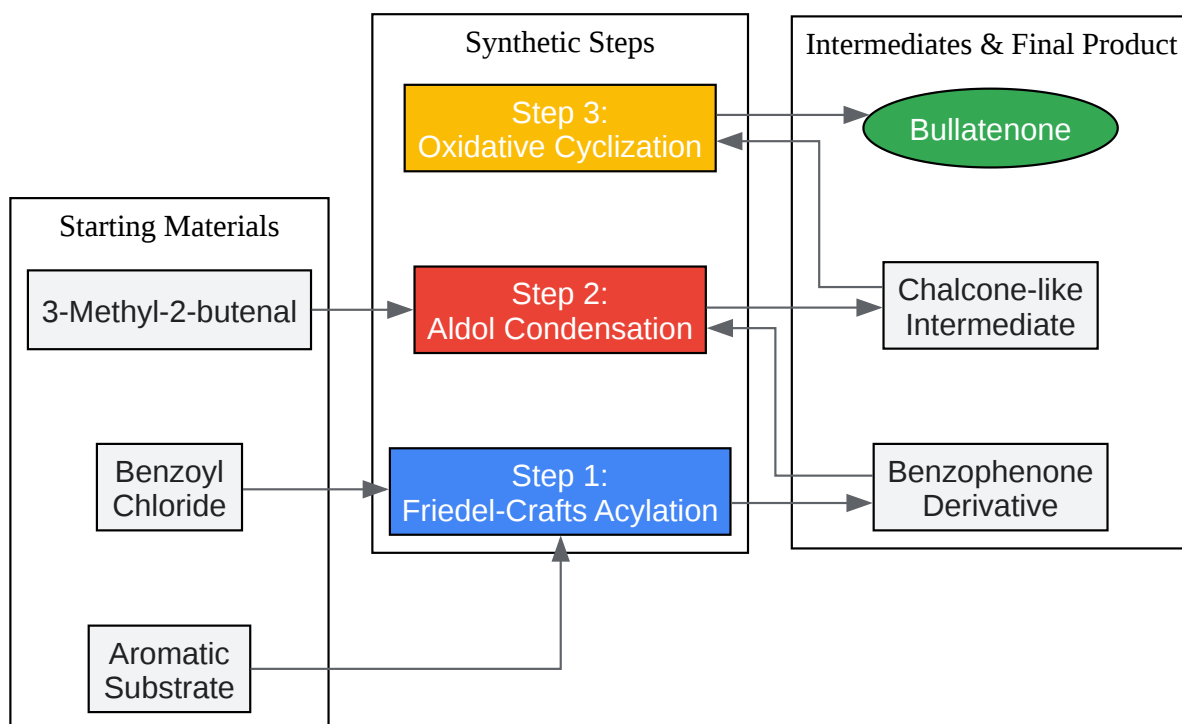 Starting Materials
3-Methyl-2-butenal
Benzoyl
Chloride
Aromatic
Substrate
Synthetic Steps
Step 3:
Oxidative Cyclization
Step 2:
Aldol Condensation
Step 1:
Friedel-Crafts Acylation
Intermediates & Final Product
Bullatenone
Chalcone-like
Intermediate
Benzophenone
Derivative